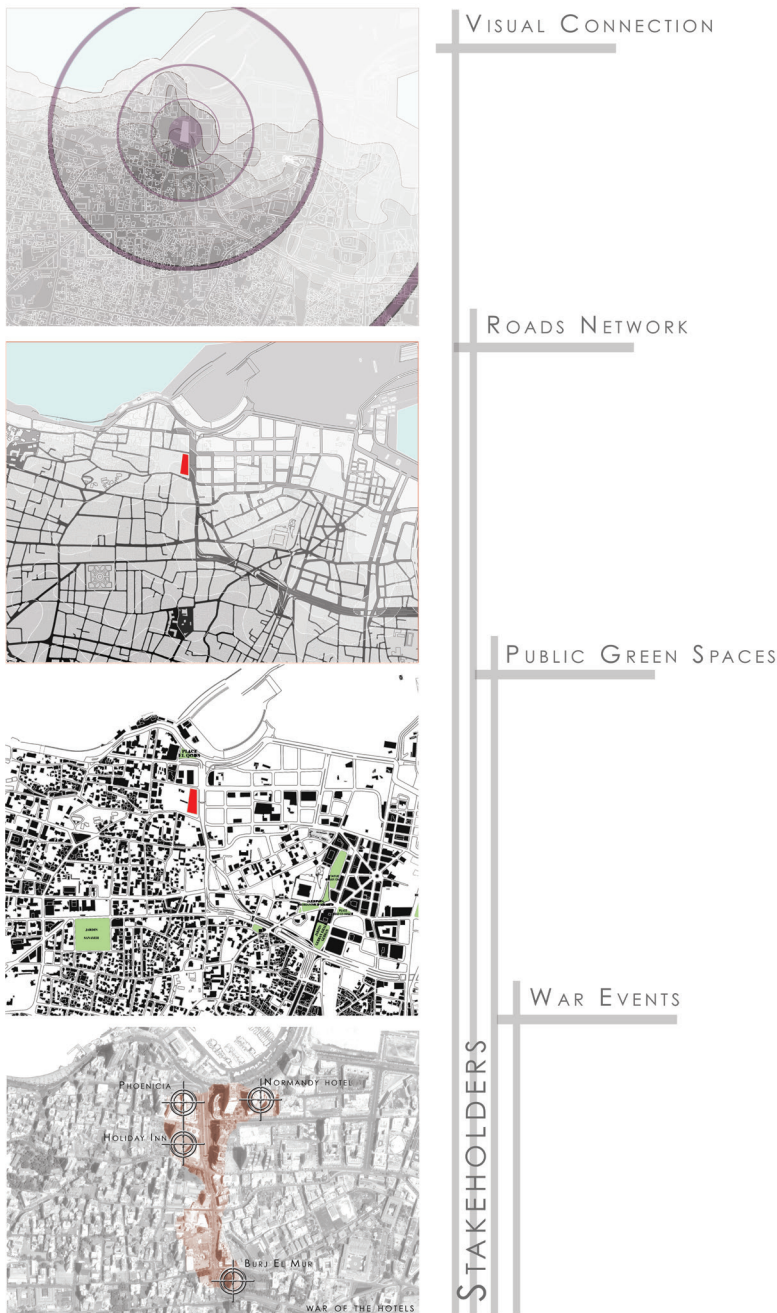 VISUAL CONNECTION
ROADS NETWORK
PUBLIC GREEN SPACES
WAR EVENTS
STAKEHOLDERS
PHOENICIA
NORMANDY HOTEL
HOLIDAY INN
BURJ EL MUR
WAR OF THE HOTELS